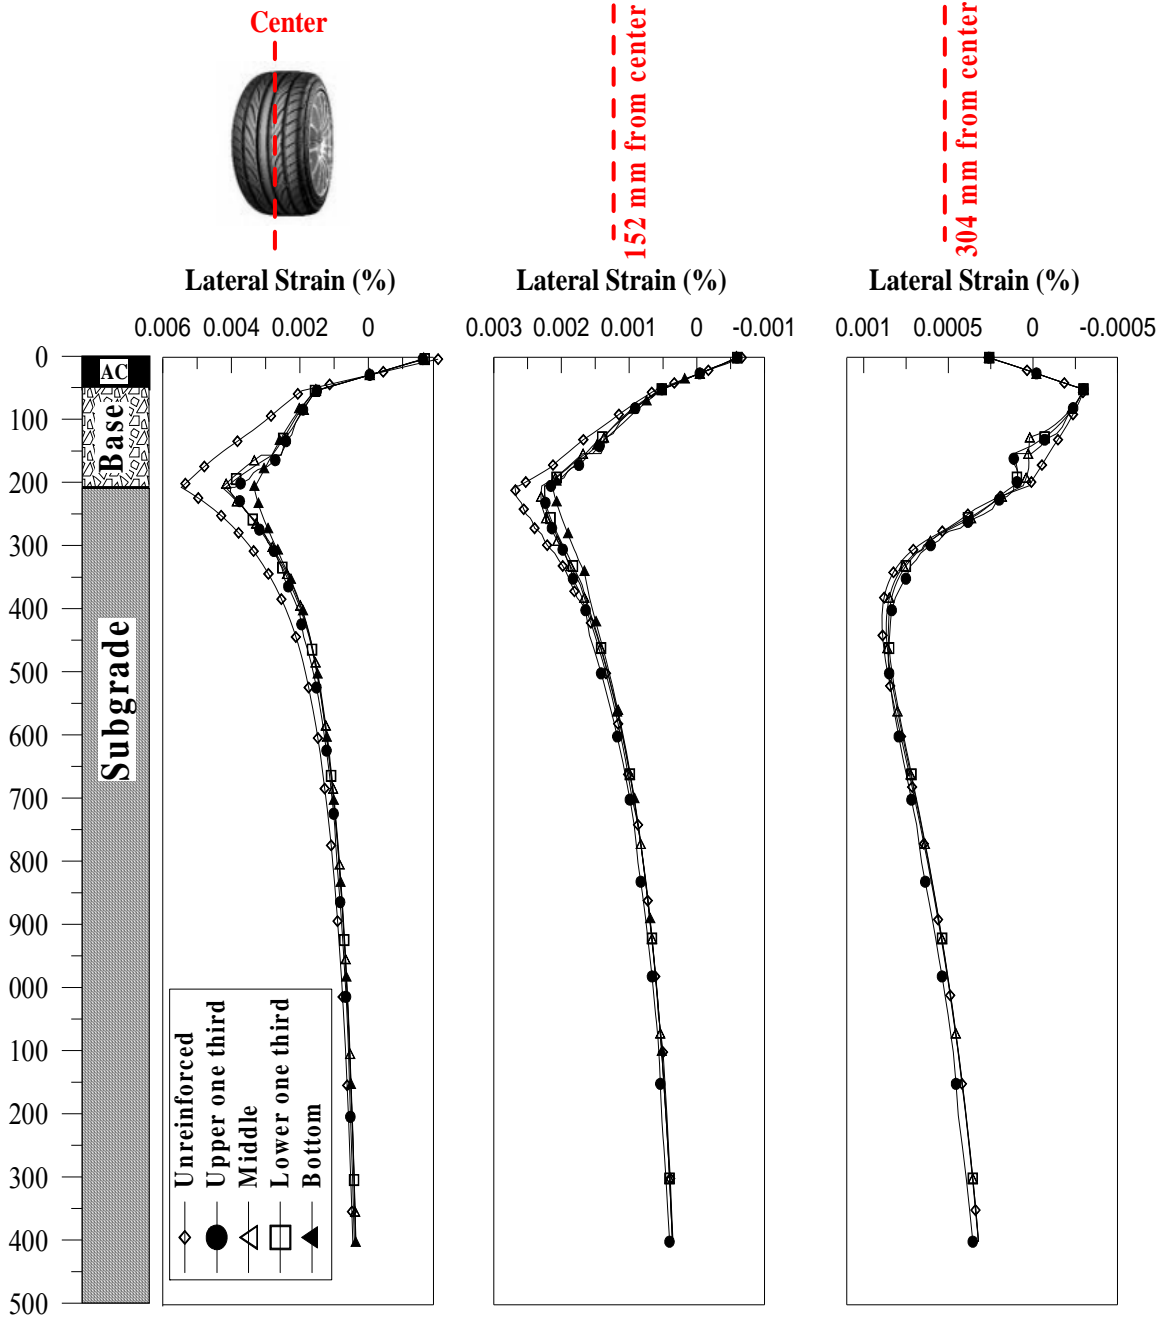 Center
152 mm from center
304 mm from center
Lateral Strain (%)
Lateral Strain (%)
Lateral Strain (%)
0.006 0.004 0.002 0
0.003 0.002 0.001 0 -0.001
0.001 0.0005 0 -0.0005
0
100
200
300
400
500
600
700
800
900
000
100
200
300
400
500
AC
Base
Subgrade
Unreinforced
Upper one third
Middle
Lower one third
Bottom